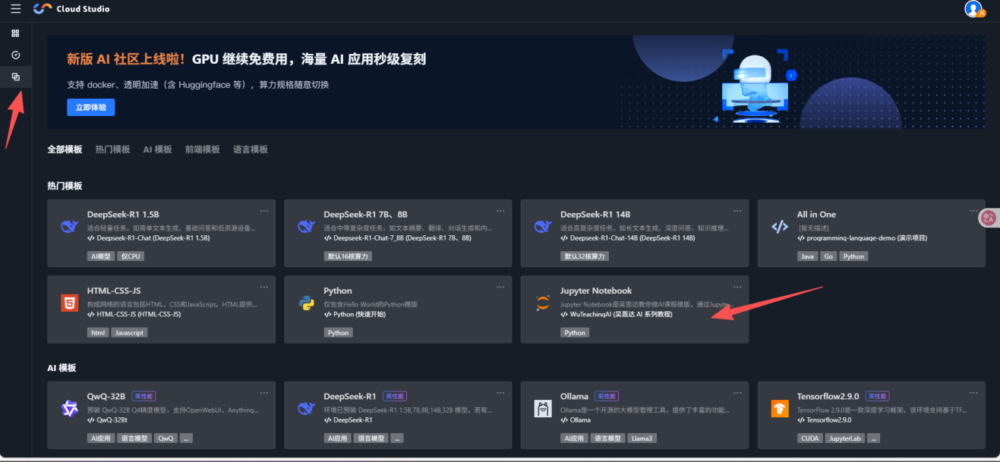 Cloud Studio
新版 AI 社区上线啦！GPU 继续免费用，海量 AI 应用秒级复刻
支持 docker、透明加速（含 Huggingface 等），算力规格随意切换
立即体验
全部模板 热门模板 AI 模板 前端模板 语言模板
热门模板
DeepSeek-R1 1.5B
适合轻量任务，如简单文本生成、基础问答和低资源设备...
</> Deepseek-R1-Chat (DeepSeek-R1 1.5B)
AI模型 仅CPU
DeepSeek-R1 7B、8B
适合中等复杂度任务，如文本摘要、翻译、对话生成和内...
</> Deepseek-R1-Chat-7_8B (DeepSeek-R1 7B、8B)
默认16核算力
DeepSeek-R1 14B
适合高复杂度任务，如长文本生成、深度问答、知识推理...
</> Deepseek-R1-Chat-14B (DeepSeek-R1 14B)
默认32核算力
All in One
[暂无描述]
</> programming-language-demo (演示项目)
Java Go Python
HTML-CSS-JS
构成网络的语言包括HTML，CSS和JavaScript。HTML提供...
</> HTML-CSS-JS (HTML-CSS-JS)
html Javascript
Python
仅包含Hello World的Python模版
</> Python (快速开始)
Python
Jupyter Notebook
Jupyter Notebook是吴恩达教你做AI课程模版，通过Jupyte...
</> WuTeachingAI (吴恩达 AI 系列教程)
Python
AI 模板
QwQ-32B 高性能
预装 QwQ-32B Q4精度模型，支持OpenWebUI，Anything...
</> QwQ-32Bt
AI应用 语言模型 QwQ ...
DeepSeek-R1 高性能
环境已预装 DeepSeek-R1 1.5B,7B,8B,14B,32B 模型。若有...
</> DeepSeek-R1
AI应用 语言模型 ...
Ollama 高性能
Ollama是一个开源的大模型管理工具，提供了丰富的功能...
</> Ollama
AI应用 语言模型 Llama3
Tensorflow2.9.0 高性能
TensorFlow 2.9.0是一款深度学习框架。该环境支持基于TF...
</> Tensorflow2.9.0
CUDA JupyterLab ...